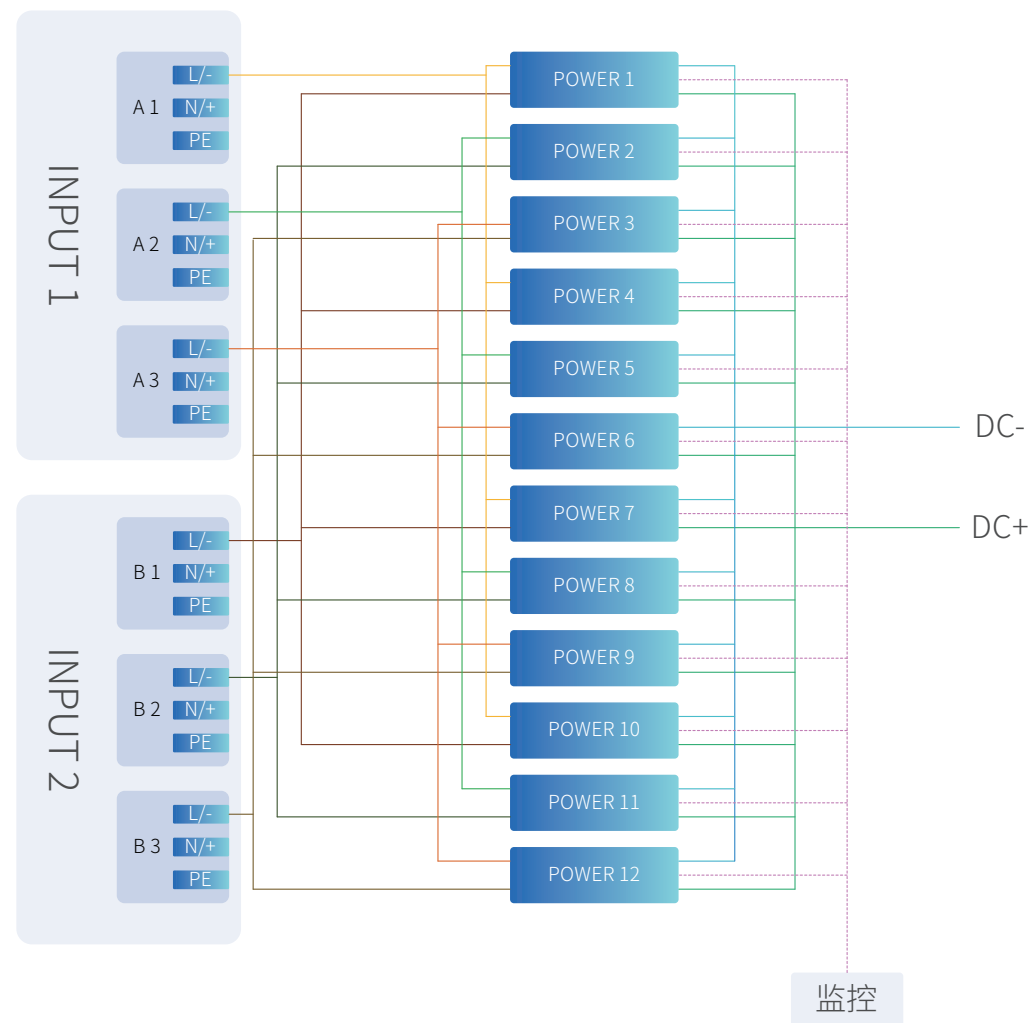 INPUT 1
A 1
L/-
N/+
PE
A 2
L/-
N/+
PE
A 3
L/-
N/+
PE
INPUT 2
B 1
L/-
N/+
PE
B 2
L/-
N/+
PE
B 3
L/-
N/+
PE
POWER 1
POWER 2
POWER 3
POWER 4
POWER 5
POWER 6
POWER 7
POWER 8
POWER 9
POWER 10
POWER 11
POWER 12
DC-
DC+
监控